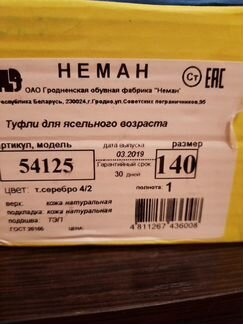 НЕМАН
СТ ЕАС
ОАО Гродненская обувная фабрика "Неман"
республика Беларусь, 230024,г.Гродно,ул.Советских пограничников,95
Туфли для ясельного возраста
артикул, модель дата выпуска размер
54125 03.2019 140
Гарантийный срок
30 дней
ЦВЕТ: т.серебро 4/2 полнота: 1
верх: кожа натуральная
подкладка: кожа натуральная
подошва: ТЭП
ГОСТ 26165
4 811267 436008